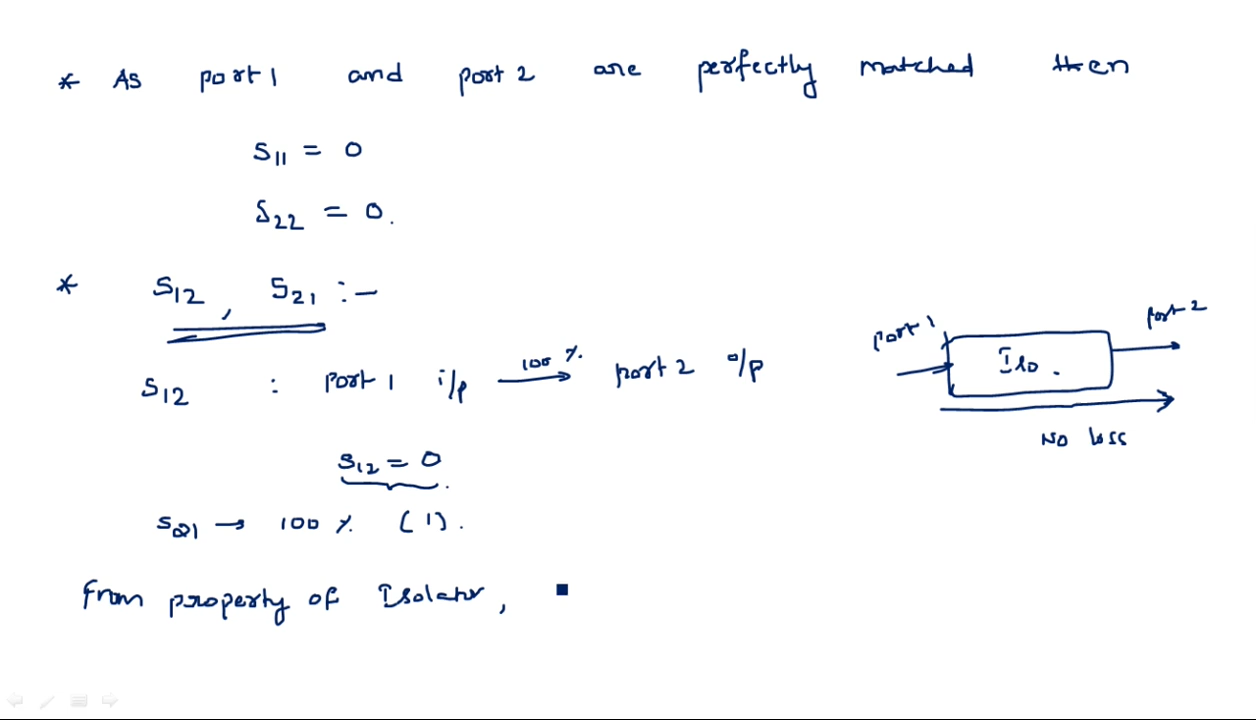 * As port 1 and port 2 are perfectly matched then
S11 = 0
S22 = 0.
* S12, S21 :-
S12 : Port 1 i/p 100 % → port 2 o/p
S12 = 0.
S21 → 100 % (1).
From property of Isolator,
port 1
port 2
Iso.
No loss